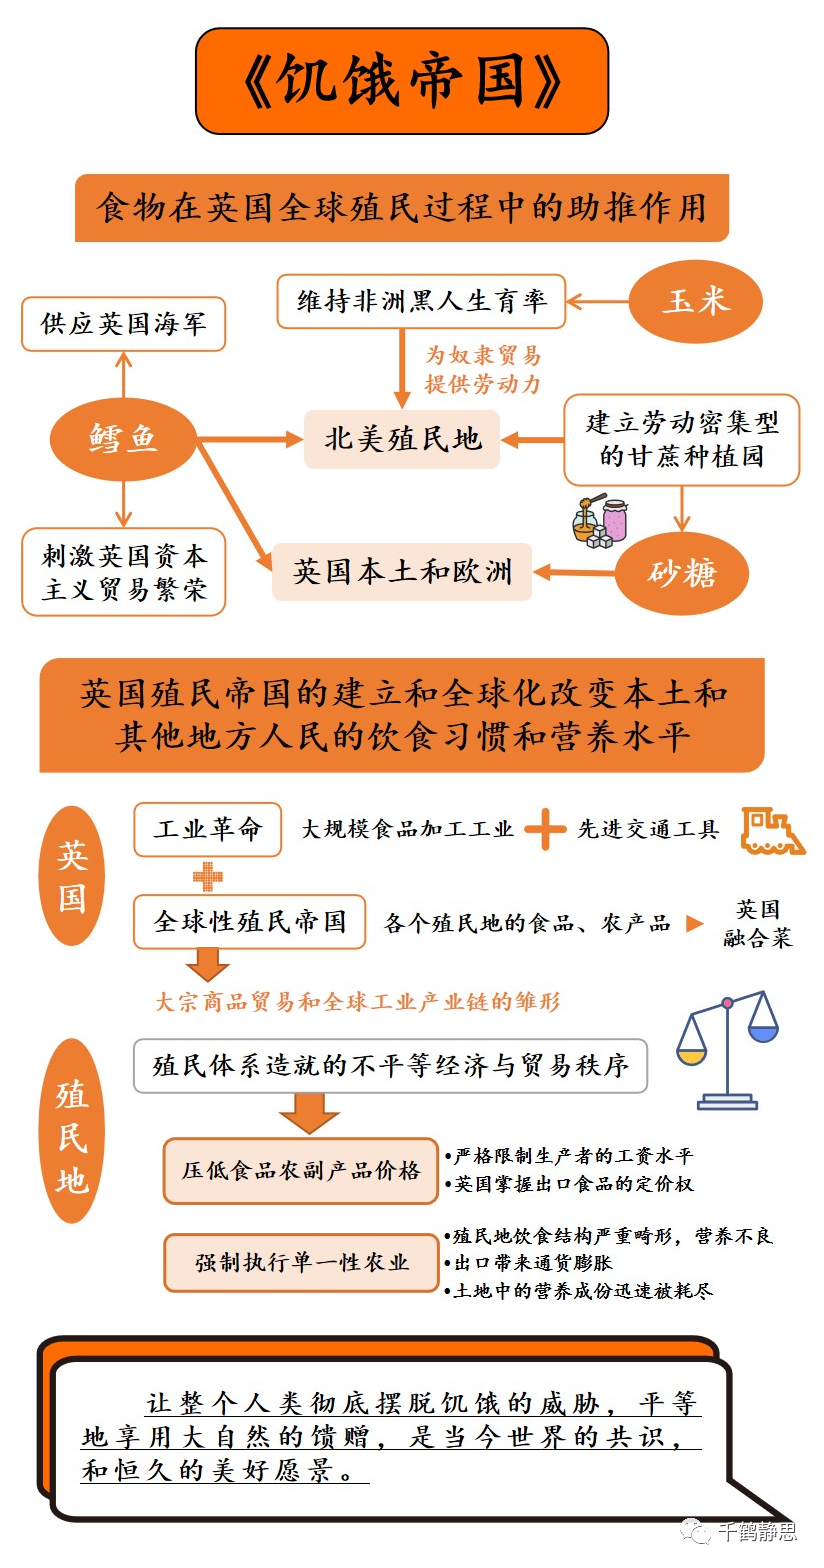 《饥饿帝国》
食物在英国全球殖民过程中的助推作用
供应英国海军
维持非洲黑人生育率
玉米
为奴隶贸易
提供劳动力
鳕鱼
北美殖民地
建立劳动密集型
的甘蔗种植园
刺激英国资本
主义贸易繁荣
英国本土和欧洲
砂糖
英国殖民帝国的建立和全球化改变本土和
其他地方人民的饮食习惯和营养水平
英国
工业革命
大规模食品加工工业
先进交通工具
全球性殖民帝国
各个殖民地的食品、农产品
英国
融合菜
大宗商品贸易和全球工业产业链的雏形
殖民地
殖民体系造就的不平等经济与贸易秩序
压低食品农副产品价格
•严格限制生产者的工资水平
•英国掌握出口食品的定价权
强制执行单一性农业
•殖民地饮食结构严重畸形，营养不良
•出口带来通货膨胀
•土地中的营养成份迅速被耗尽
让整个人类彻底摆脱饥饿的威胁，平等
地享用大自然的馈赠，是当今世界的共识，
和恒久的美好愿景。
千鹤静思